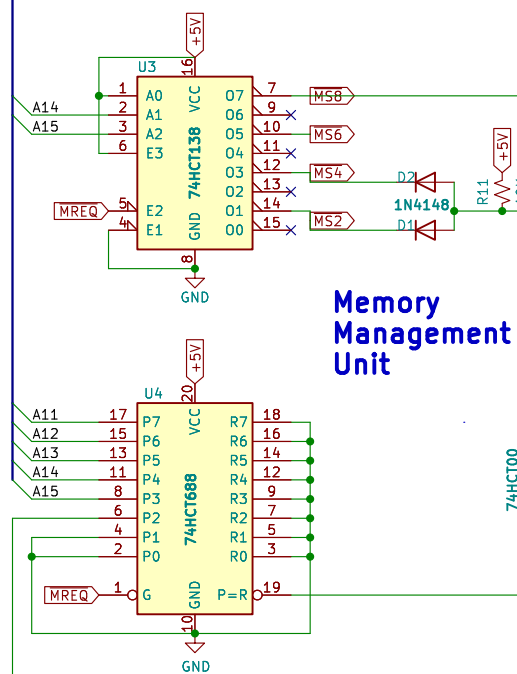 +5V
U3
16
1 A0 VCC O7 7 MS8
A14 2 A1 O6 9
A15 3 A2 O5 10 MS6
6 E3 O4 11
74HCT138
O3 12 MS4
D2
+5V
R11
O2 13
1N4148
MREQ 5 E2 O1 14 MS2
4 E1 GND O0 15
D1
8
GND
Memory
Management
Unit
+5V
U4
20
A11 17 P7 VCC R7 18
A12 15 P6 R6 16
A13 13 P5 R5 14
A14 11 P4 R4 12
A15 8 P3 R3 9
74HCT688
74HCT00
6 P2 R2 7
4 P1 R1 5
2 P0 R0 3
MREQ 1 G GND P=R 19
10
GND